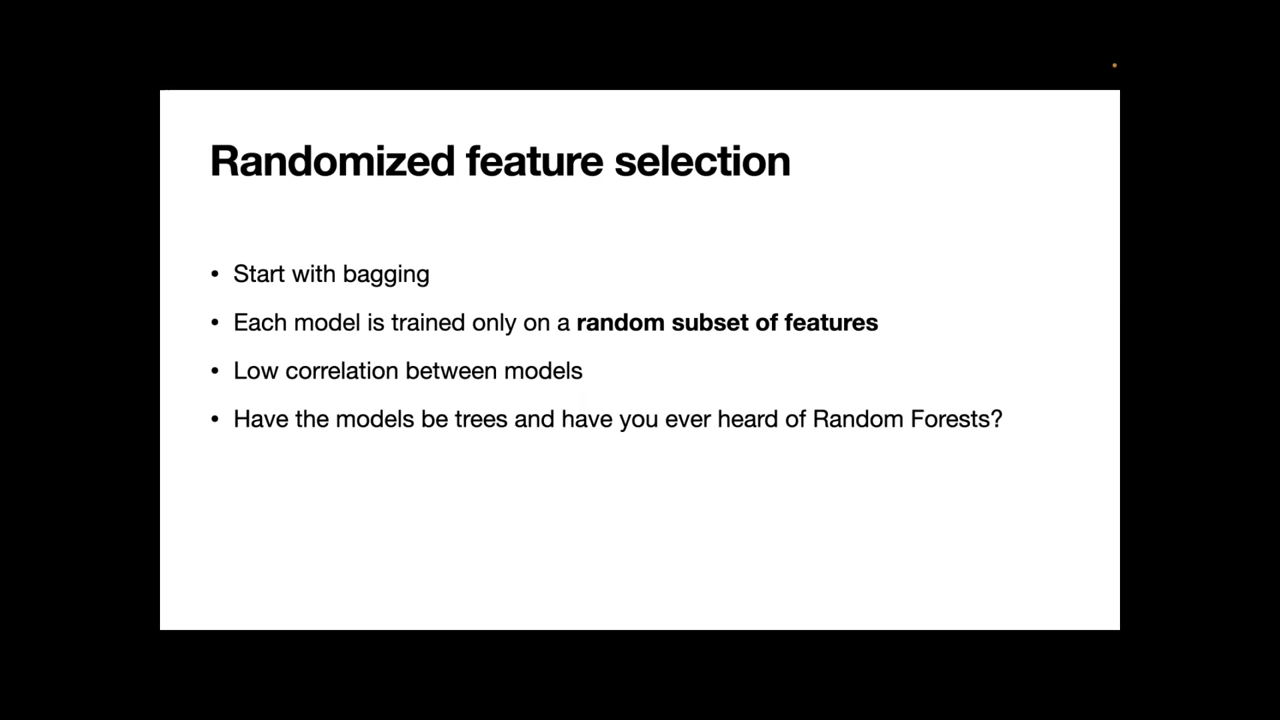 Randomized feature selection
• Start with bagging
• Each model is trained only on a random subset of features
• Low correlation between models
• Have the models be trees and have you ever heard of Random Forests?